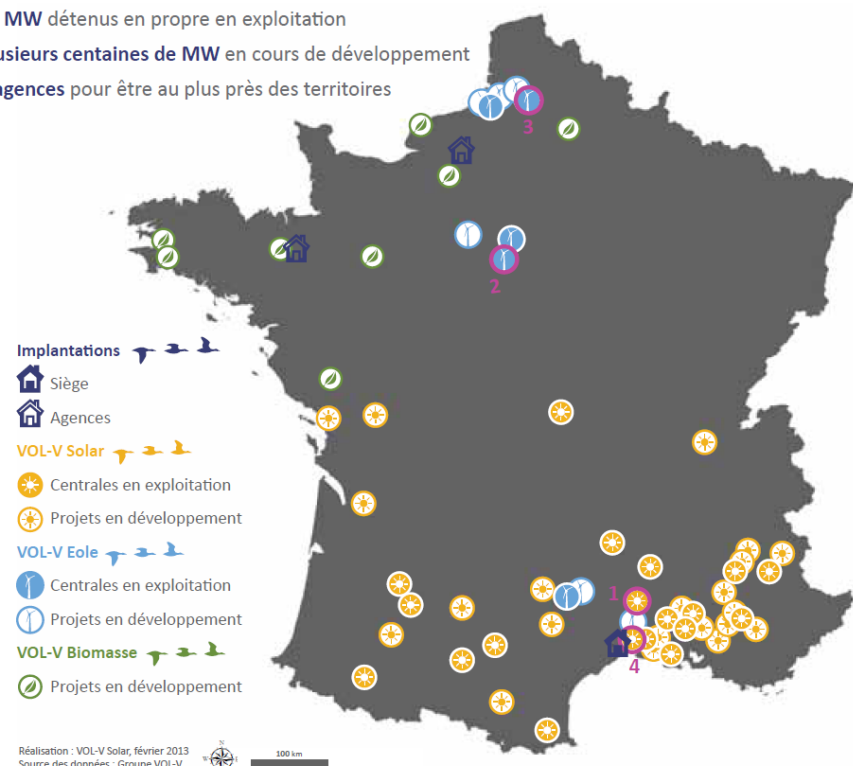 MW détenus en propre en exploitation
usieurs centaines de MW en cours de développement
agences pour être au plus près des territoires
3
2
Implantations
Siège
Agences
VOL-V Solar
Centrales en exploitation
Projets en développement
VOL-V Eole
Centrales en exploitation
1
Projets en développement
VOL-V Biomasse
4
Projets en développement
Réalisation : VOL-V Solar, février 2013
Source des données : Groupe VOL-V
100 km